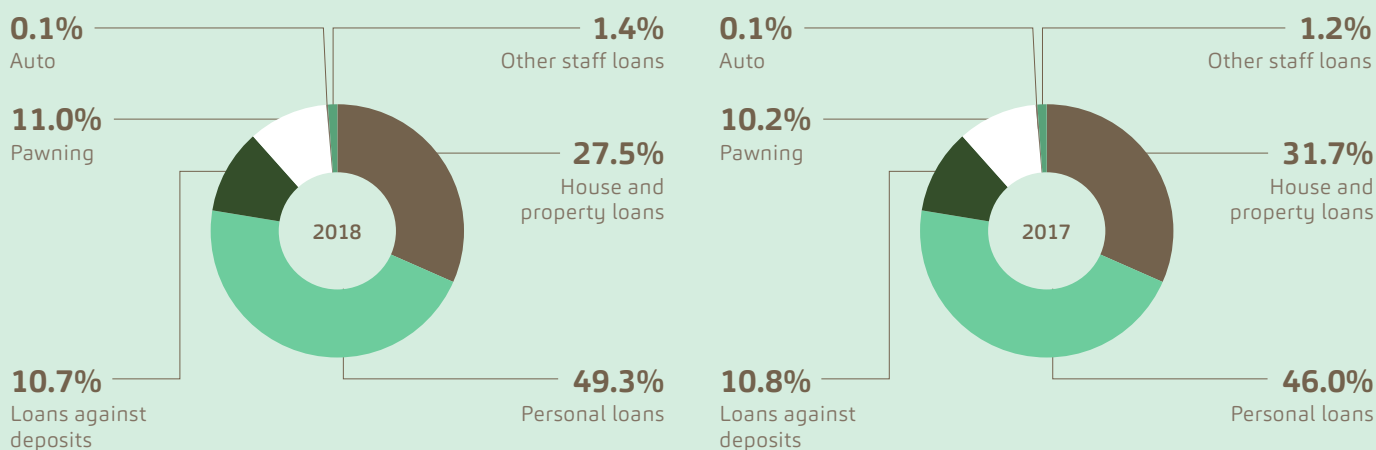 0.1%
Auto
1.4%
Other staff loans
11.0%
Pawning
27.5%
House and
property loans
2018
10.7%
Loans against
deposits
49.3%
Personal loans
0.1%
Auto
1.2%
Other staff loans
10.2%
Pawning
31.7%
House and
property loans
2017
10.8%
Loans against
deposits
46.0%
Personal loans